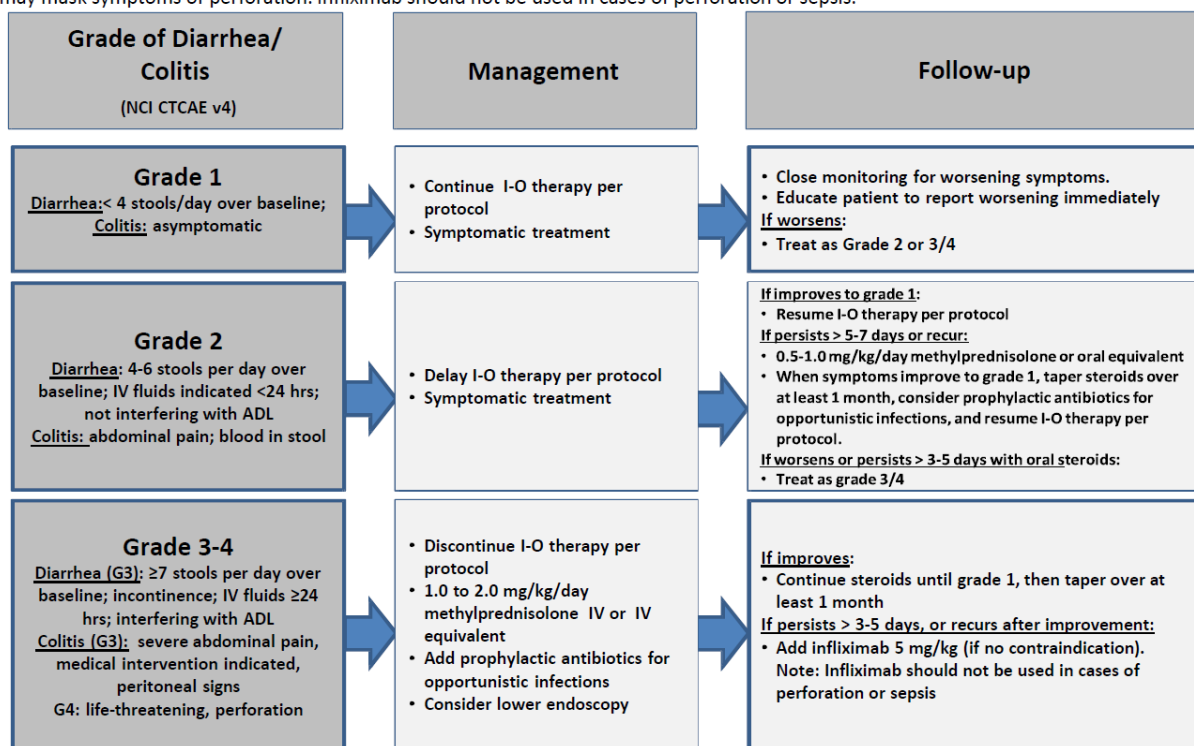 may mask symptoms of perforation. Infliximab should not be used in cases of perforation or sepsis.
Grade of Diarrhea/
Colitis
(NCI CTCAE v4)
Management
Follow-up
Grade 1
Diarrhea:< 4 stools/day over baseline;
Colitis: asymptomatic
• Continue I-O therapy per
protocol
• Symptomatic treatment
• Close monitoring for worsening symptoms.
• Educate patient to report worsening immediately
If worsens:
• Treat as Grade 2 or 3/4
Grade 2
Diarrhea: 4-6 stools per day over
baseline; IV fluids indicated <24 hrs;
not interfering with ADL
Colitis: abdominal pain; blood in stool
• Delay I-O therapy per protocol
• Symptomatic treatment
If improves to grade 1:
• Resume I-O therapy per protocol
If persists > 5-7 days or recur:
• 0.5-1.0 mg/kg/day methylprednisolone or oral equivalent
• When symptoms improve to grade 1, taper steroids over
at least 1 month, consider prophylactic antibiotics for
opportunistic infections, and resume I-O therapy per
protocol.
If worsens or persists > 3-5 days with oral steroids:
• Treat as grade 3/4
Grade 3-4
Diarrhea (G3): ≥7 stools per day over
baseline; incontinence; IV fluids ≥24
hrs; interfering with ADL
Colitis (G3): severe abdominal pain,
medical intervention indicated,
peritoneal signs
G4: life-threatening, perforation
• Discontinue I-O therapy per
protocol
• 1.0 to 2.0 mg/kg/day
methylprednisolone IV or IV
equivalent
• Add prophylactic antibiotics for
opportunistic infections
• Consider lower endoscopy
If improves:
• Continue steroids until grade 1, then taper over at
least 1 month
If persists > 3-5 days, or recurs after improvement:
• Add infliximab 5 mg/kg (if no contraindication).
Note: Infliximab should not be used in cases of
perforation or sepsis